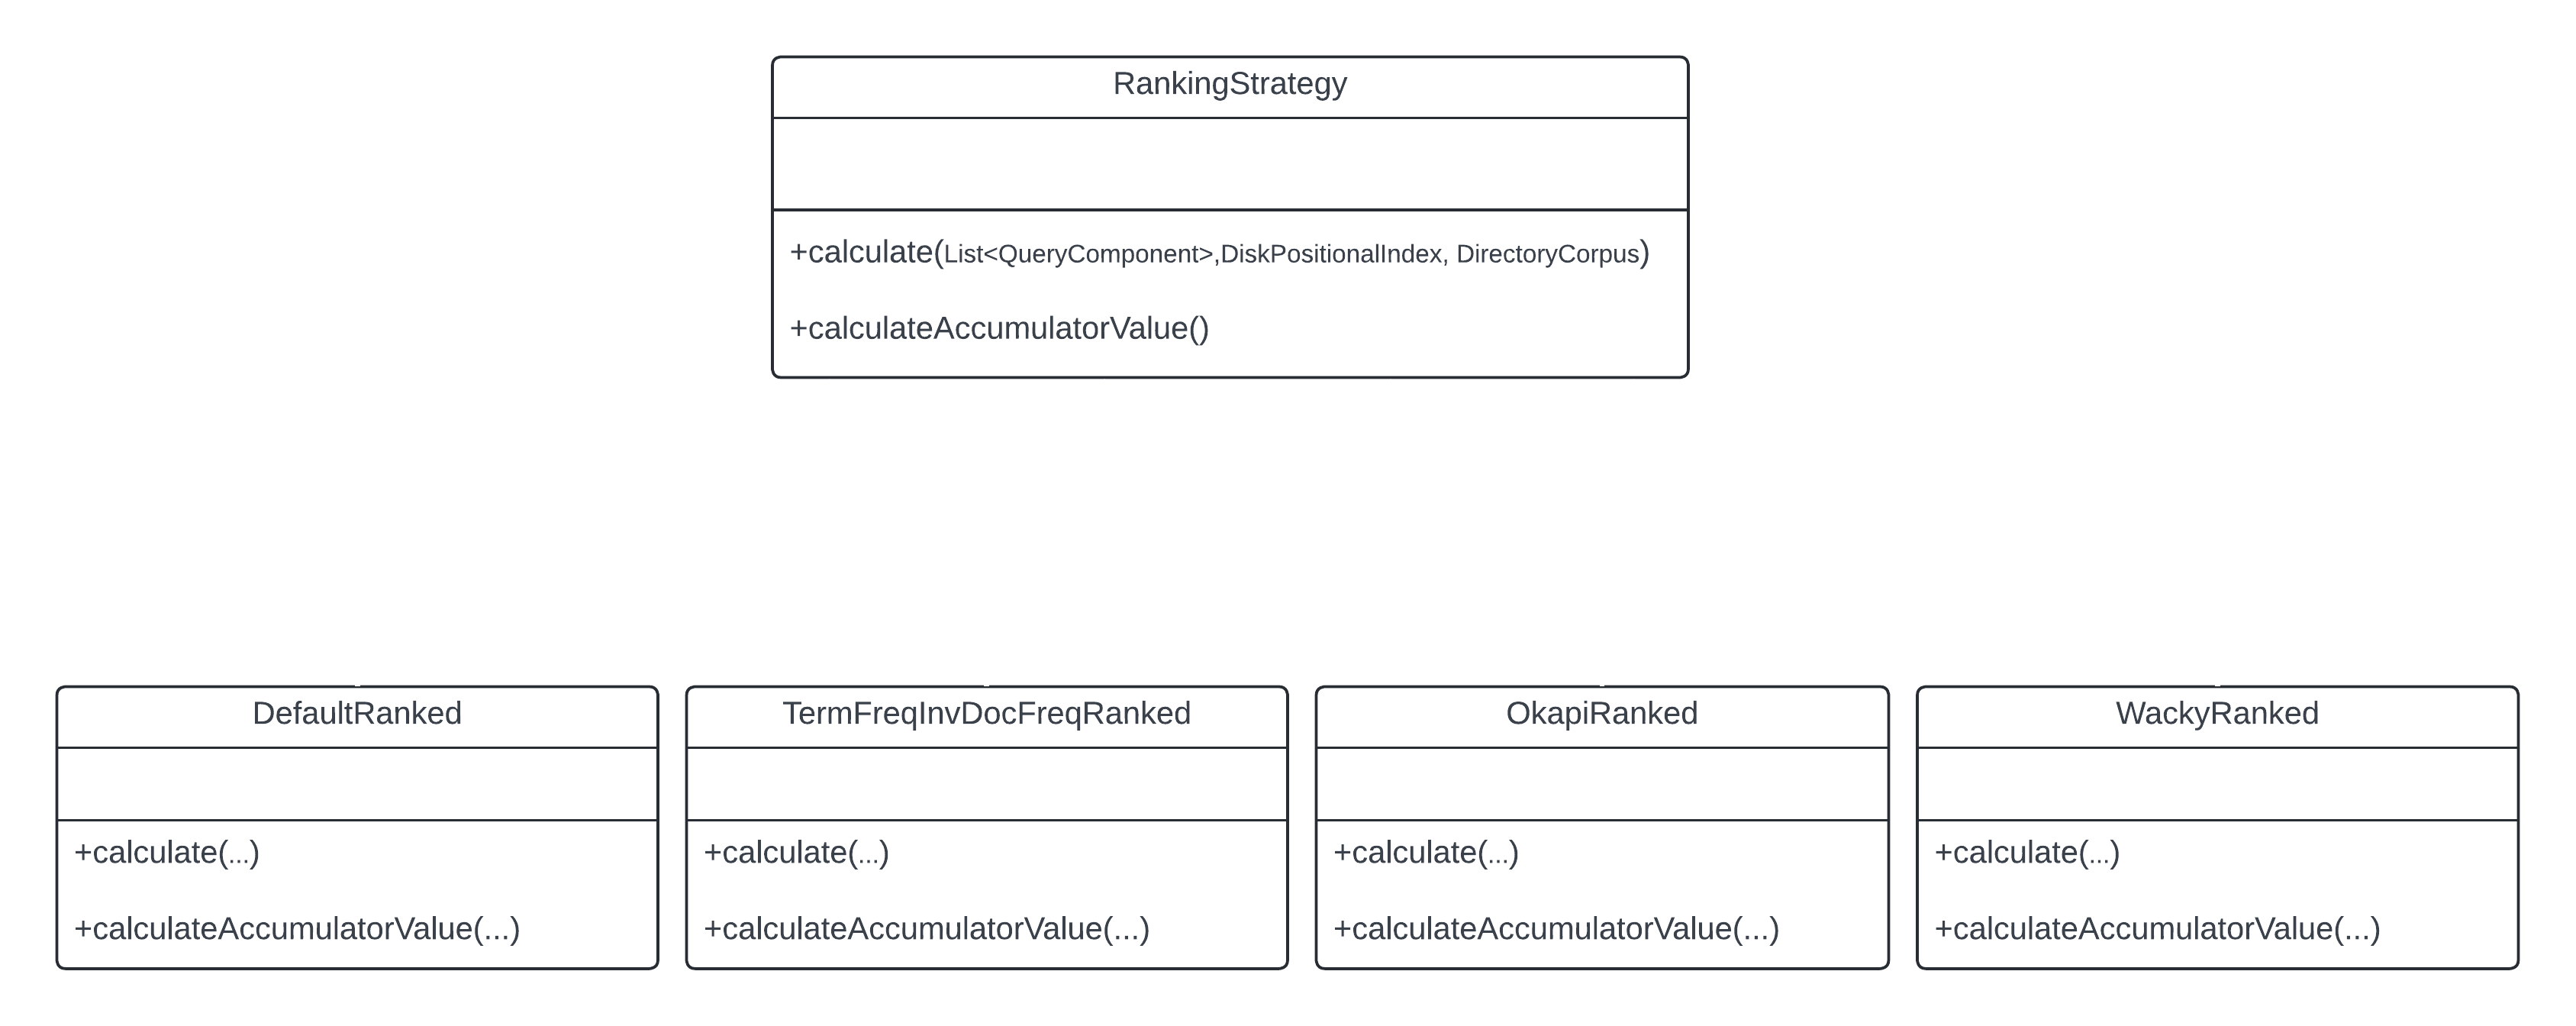 RankingStrategy
+calculate(List<QueryComponent>,DiskPositionalIndex, DirectoryCorpus)
+calculateAccumulatorValue()
DefaultRanked
+calculate(...)
+calculateAccumulatorValue(...)
TermFreqInvDocFreqRanked
+calculate(...)
+calculateAccumulatorValue(...)
OkapiRanked
+calculate(...)
+calculateAccumulatorValue(...)
WackyRanked
+calculate(...)
+calculateAccumulatorValue(...)